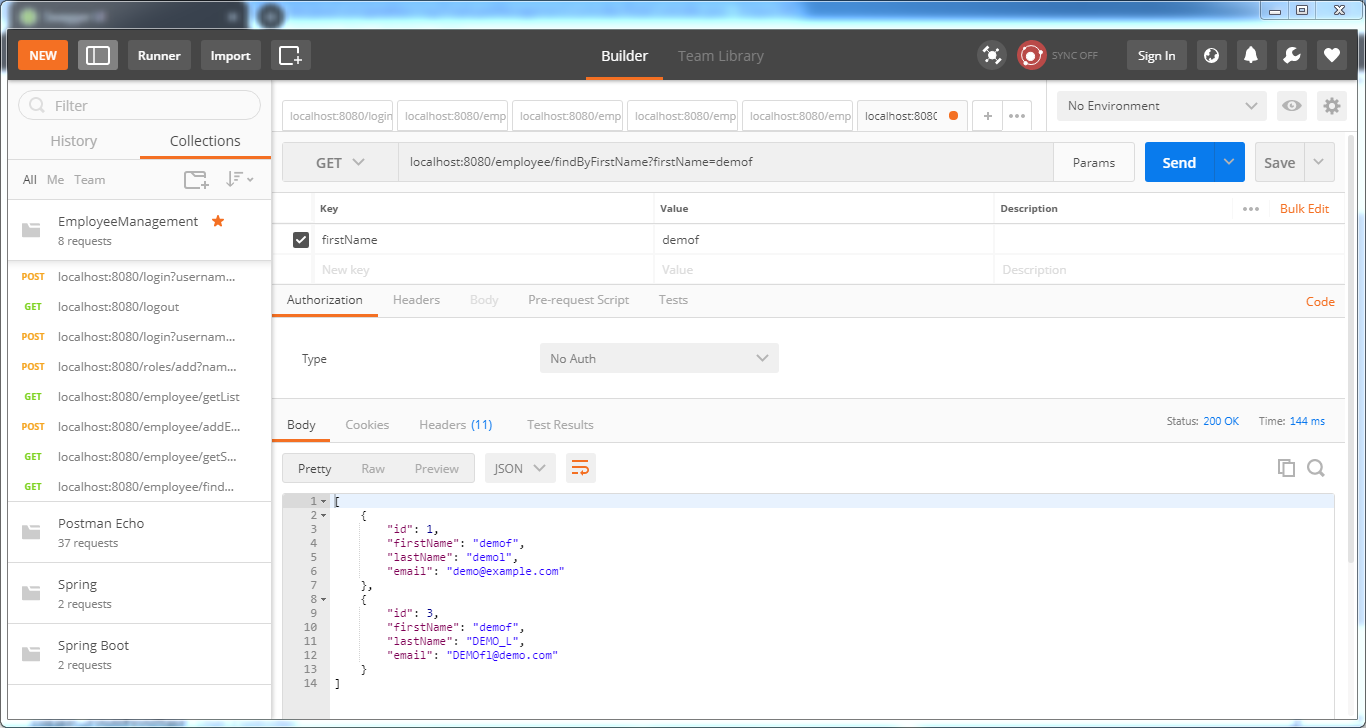 Swagger UI
NEW Runner Import Builder Team Library SYNC OFF Sign In
Filter
History Collections
All Me Team
EmployeeManagement
8 requests
POST localhost:8080/login?usernam...
GET localhost:8080/logout
POST localhost:8080/login?usernam...
POST localhost:8080/roles/add?nam...
GET localhost:8080/employee/getList
POST localhost:8080/employee/addE...
GET localhost:8080/employee/getS...
GET localhost:8080/employee/find...
Postman Echo
37 requests
Spring
2 requests
Spring Boot
2 requests
localhost:8080/login localhost:8080/emp localhost:8080/emp localhost:8080/emp localhost:8080/emp localhost:8080 + •••
No Environment
GET localhost:8080/employee/findByFirstName?firstName=demof Params Send Save
Key Value Description ••• Bulk Edit
firstName demof
New key Value Description
Authorization Headers Body Pre-request Script Tests Code
Type No Auth
Body Cookies Headers (11) Test Results Status: 200 OK Time: 144 ms
Pretty Raw Preview JSON
1 [
2 {
3 "id": 1,
4 "firstName": "demof",
5 "lastName": "demol",
6 "email": "demo@example.com"
7 },
8 {
9 "id": 3,
10 "firstName": "demof",
11 "lastName": "DEMO_L",
12 "email": "DEMOfl@demo.com"
13 }
14 ]